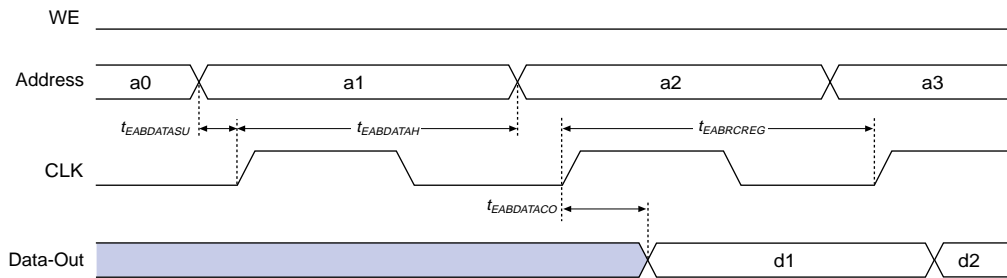 WE
Address a0 a1 a2 a3
tEABDATASU tEABDATAH tEABRCREG
CLK
tEABDATACO
Data-Out d1 d2